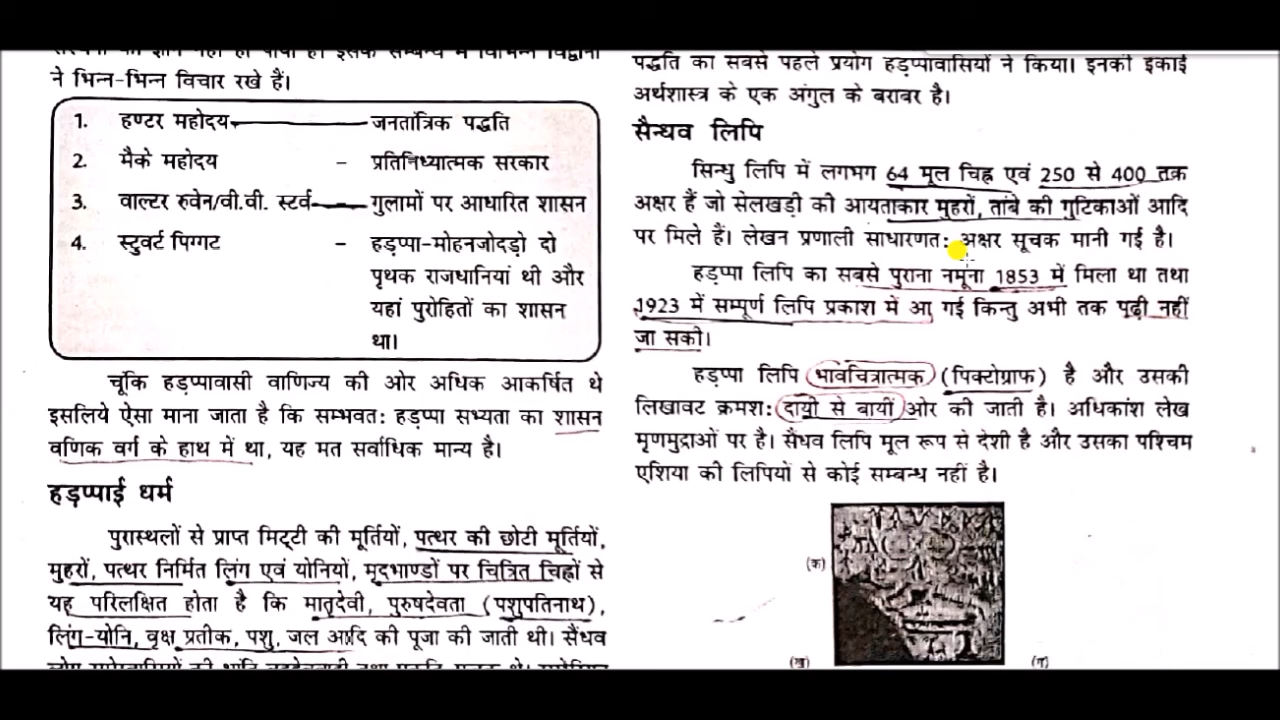 ने भिन्न-भिन्न विचार रखे हैं।
1. हण्टर महोदय जनतांत्रिक पद्धति
2. मैके महोदय - प्रतिनिध्यात्मक सरकार
3. वाल्टर रुवेन/वी.वी. स्टर्व गुलामों पर आधारित शासन
4. स्टुवर्ट पिग्गट - हड़प्पा-मोहनजोदड़ो दो
पृथक राजधानियां थी और
यहां पुरोहितों का शासन
था।
चूंकि हड़प्पावासी वाणिज्य की ओर अधिक आकर्षित थे
इसलिये ऐसा माना जाता है कि सम्भवतः हड़प्पा सभ्यता का शासन
वणिक वर्ग के हाथ में था, यह मत सर्वाधिक मान्य है।
हड़प्पाई धर्म
पुरास्थलों से प्राप्त मिट्टी की मूर्तियों, पत्थर की छोटी मूर्तियों,
मुहरों, पत्थर निर्मित लिंग एवं योनियों, मृदभाण्डों पर चित्रित चिह्नों से
यह परिलक्षित होता है कि मातृदेवी, पुरुषदेवता (पशुपतिनाथ),
लिंग-योनि, वृक्ष प्रतीक, पशु, जल आदि की पूजा की जाती थी। सैंधव
पद्धति का सबसे पहले प्रयोग हड़प्पावासियों ने किया। इनकी इकाई
अर्थशास्त्र के एक अंगुल के बराबर है।
सैन्धव लिपि
सिन्धु लिपि में लगभग 64 मूल चिह्न एवं 250 से 400 तक
अक्षर हैं जो सेलखड़ी की आयताकार मुहरों, तांबे की गुटिकाओं आदि
पर मिले हैं। लेखन प्रणाली साधारणतः अक्षर सूचक मानी गई है।
हड़प्पा लिपि का सबसे पुराना नमूना 1853 में मिला था तथा
1923 में सम्पूर्ण लिपि प्रकाश में आ गई किन्तु अभी तक पढ़ी नहीं
जा सकी।
हड़प्पा लिपि भावचित्रात्मक (पिक्टोग्राफ) है और उसकी
लिखावट क्रमशः दायीं से बायीं ओर की जाती है। अधिकांश लेख
मृणमुद्राओं पर है। सैंधव लिपि मूल रूप से देशी है और उसका पश्चिम
एशिया की लिपियों से कोई सम्बन्ध नहीं है।
(क)
(ख) (ग)